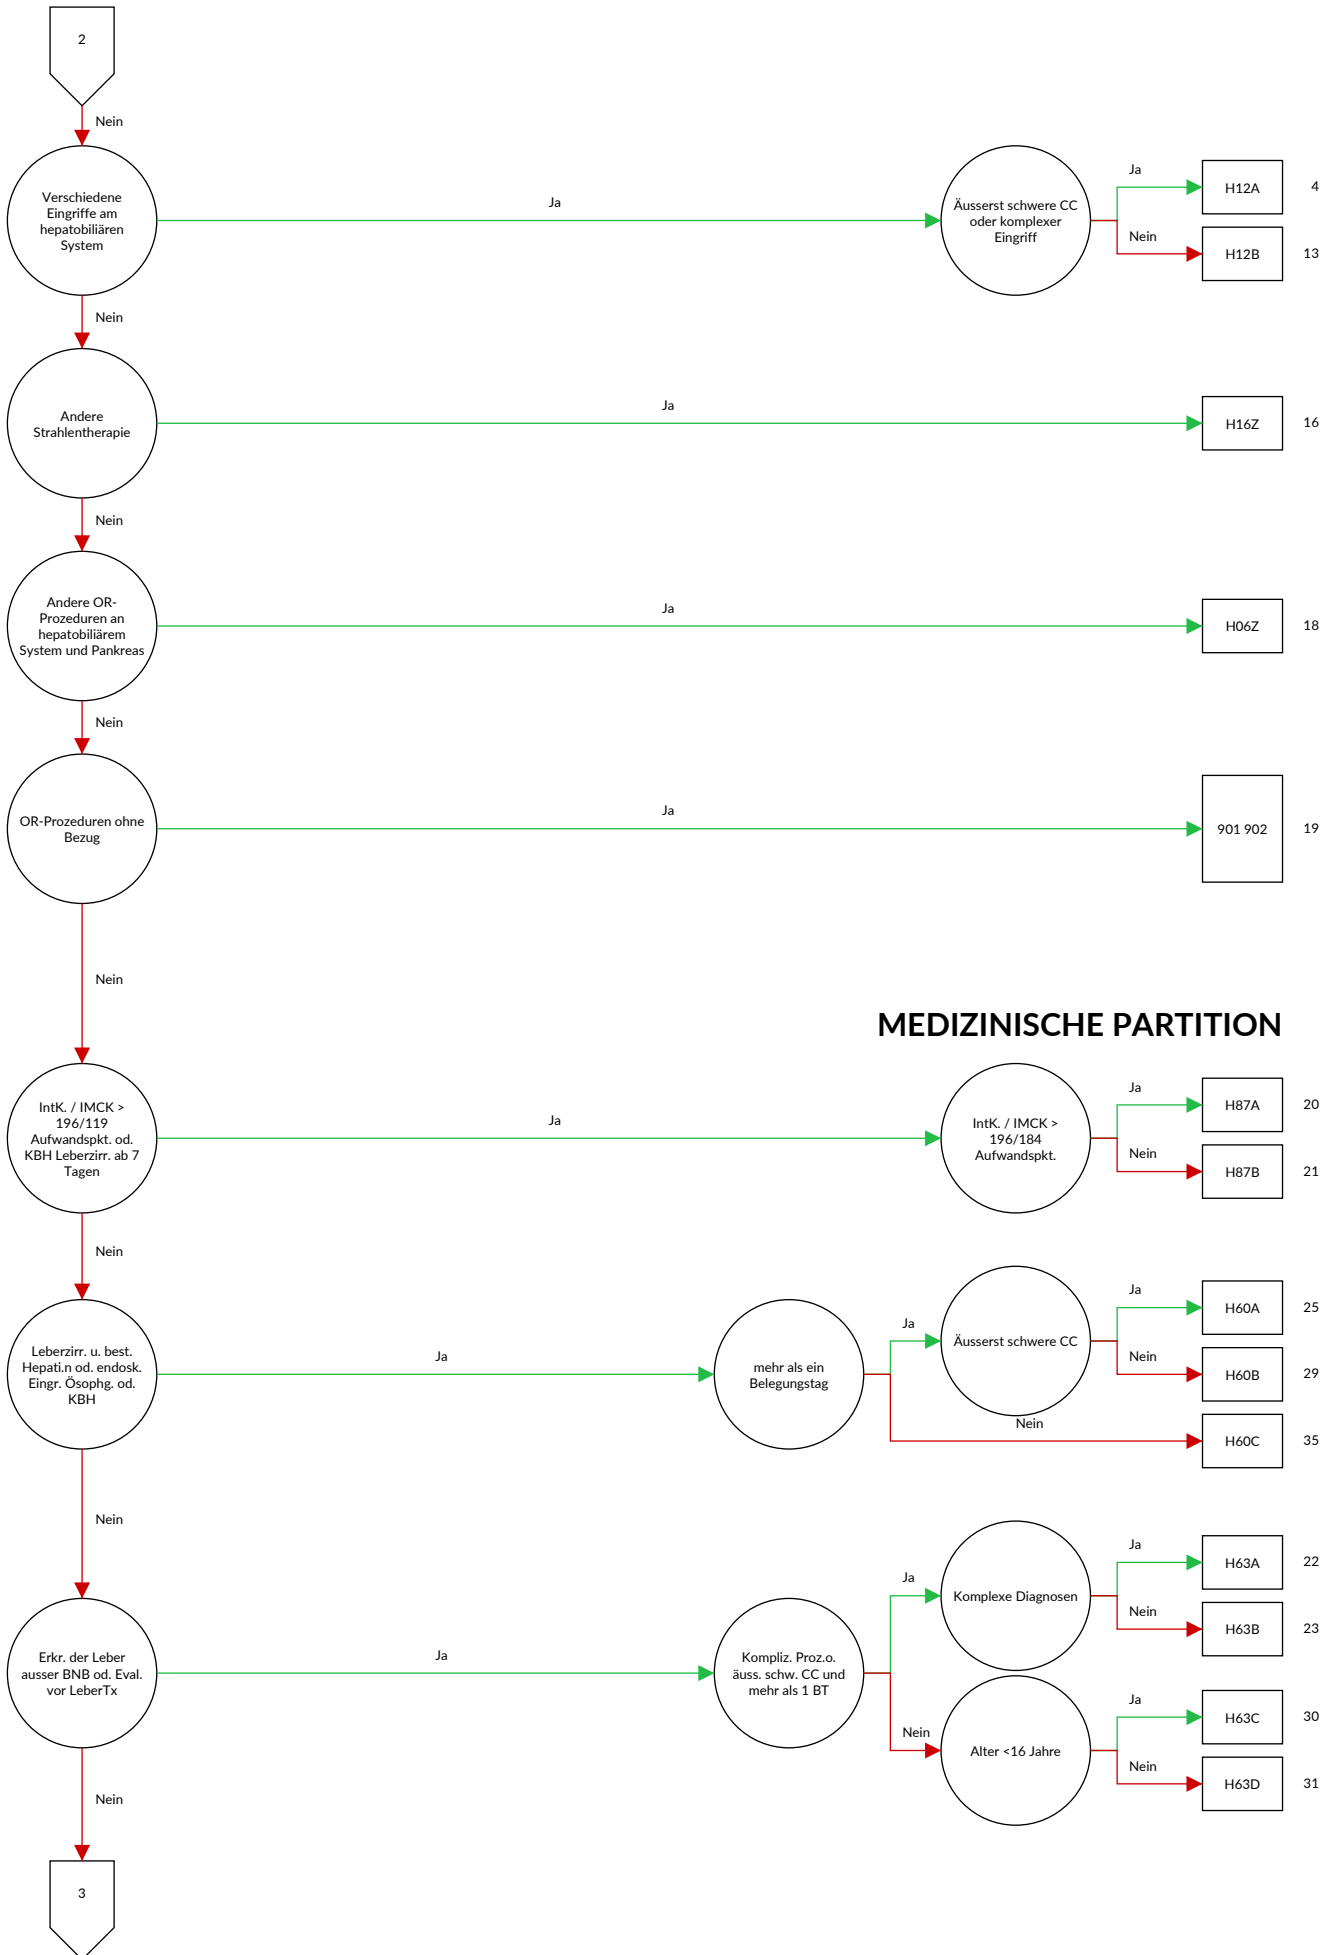 2
Nein
Verschiedene
Eingriffe am
hepatobiliären
System
Ja
Äusserst schwere CC
oder komplexer
Eingriff
Ja
H12A
4
Nein
H12B
13
Nein
Andere
Strahlentherapie
Ja
H16Z
16
Nein
Andere OR-
Prozeduren an
hepatobiliärem
System und Pankreas
Ja
H06Z
18
Nein
OR-Prozeduren ohne
Bezug
Ja
901 902
19
Nein
MEDIZINISCHE PARTITION
IntK. / IMCK >
196/119
Aufwandspkt. od.
KBH Leberzirr. ab 7
Tagen
Ja
IntK. / IMCK >
196/184
Aufwandspkt.
Ja
H87A
20
Nein
H87B
21
Nein
Leberzirr. u. best.
Hepati.n od. endosk.
Eingr. Ösophg. od.
KBH
Ja
mehr als ein
Belegungstag
Ja
Äusserst schwere CC
Ja
H60A
25
Nein
H60B
29
Nein
H60C
35
Nein
Erkr. der Leber
ausser BNB od. Eval.
vor LeberTx
Ja
Kompliz. Proz.o.
äuss. schw. CC und
mehr als 1 BT
Ja
Komplexe Diagnosen
Ja
H63A
22
Nein
H63B
23
Nein
Alter <16 Jahre
Ja
H63C
30
Nein
H63D
31
Nein
3